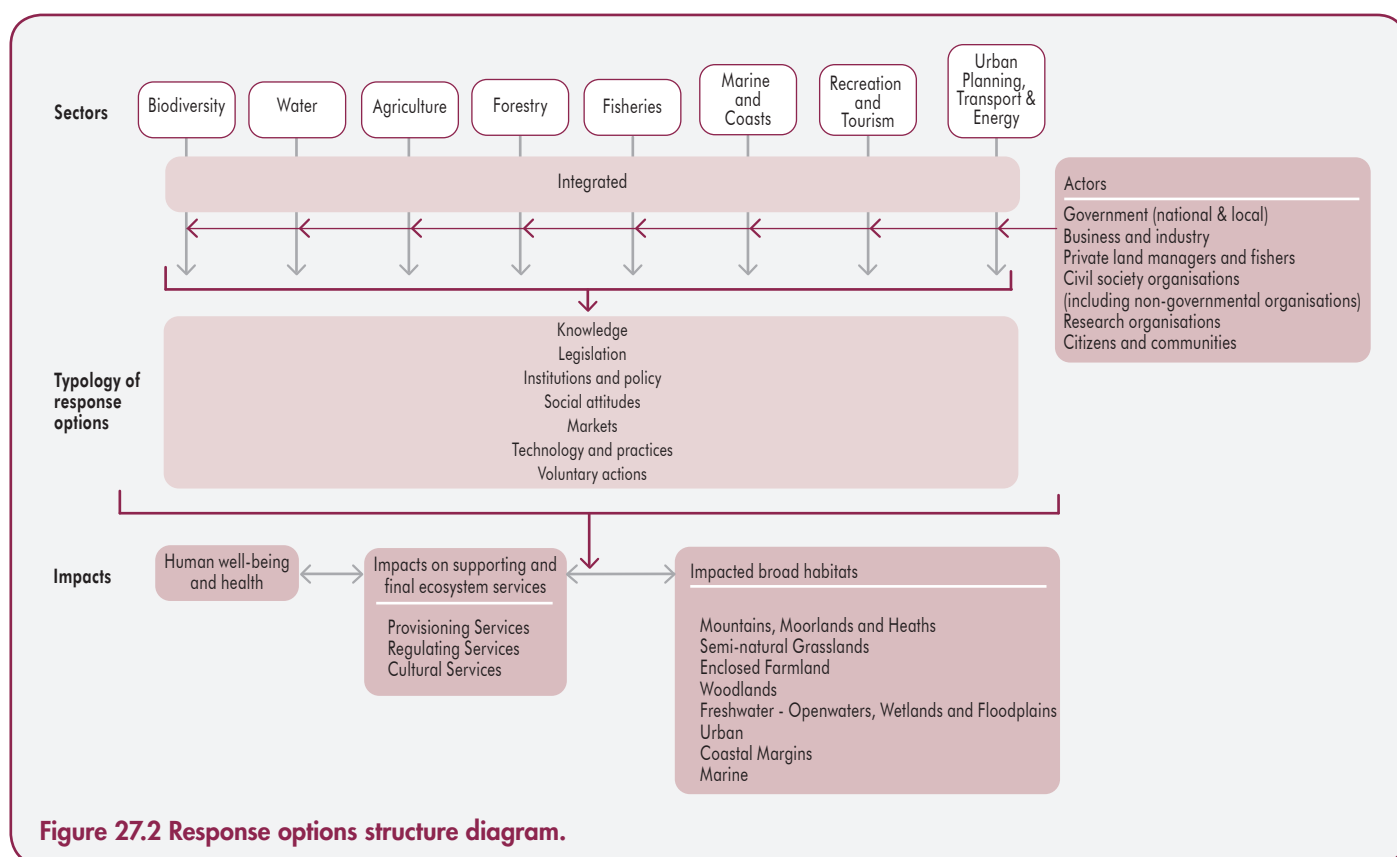 Sectors
Biodiversity
Water
Agriculture
Forestry
Fisheries
Marine
and
Coasts
Recreation
and
Tourism
Urban
Planning,
Transport &
Energy
Integrated
Actors
Government (national & local)
Business and industry
Private land managers and fishers
Civil society organisations
(including non-governmental organisations)
Research organisations
Citizens and communities
Typology of
response
options
Knowledge
Legislation
Institutions and policy
Social attitudes
Markets
Technology and practices
Voluntary actions
Impacts
Human well-being
and health
Impacts on supporting and
final ecosystem services
Provisioning Services
Regulating Services
Cultural Services
Impacted broad habitats
Mountains, Moorlands and Heaths
Semi-natural Grasslands
Enclosed Farmland
Woodlands
Freshwater - Openwaters, Wetlands and Floodplains
Urban
Coastal Margins
Marine
Figure 27.2 Response options structure diagram.